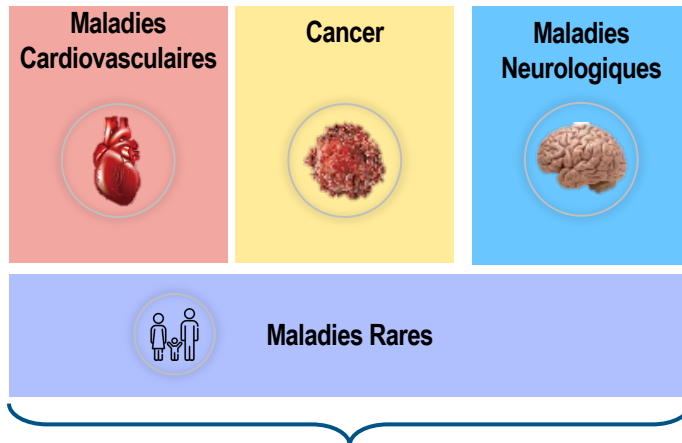 Maladies
Cardiovasculaires
Cancer
Maladies
Neurologiques
Maladies Rares